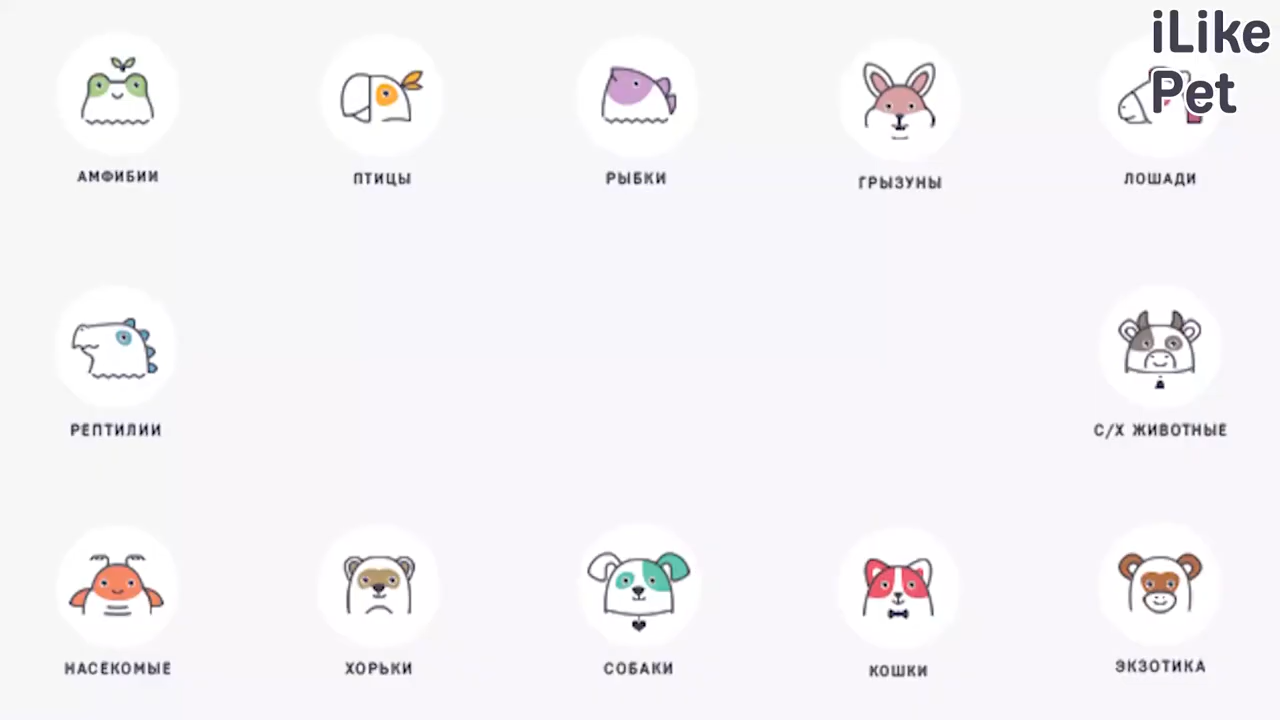 iLike
Pet
АМФИБИИ
ПТИЦЫ
РЫБКИ
ГРЫЗУНЫ
ЛОШАДИ
РЕПТИЛИИ
С/Х ЖИВОТНЫЕ
НАСЕКОМЫЕ
ХОРЬКИ
СОБАКИ
КОШКИ
ЭКЗОТИКА